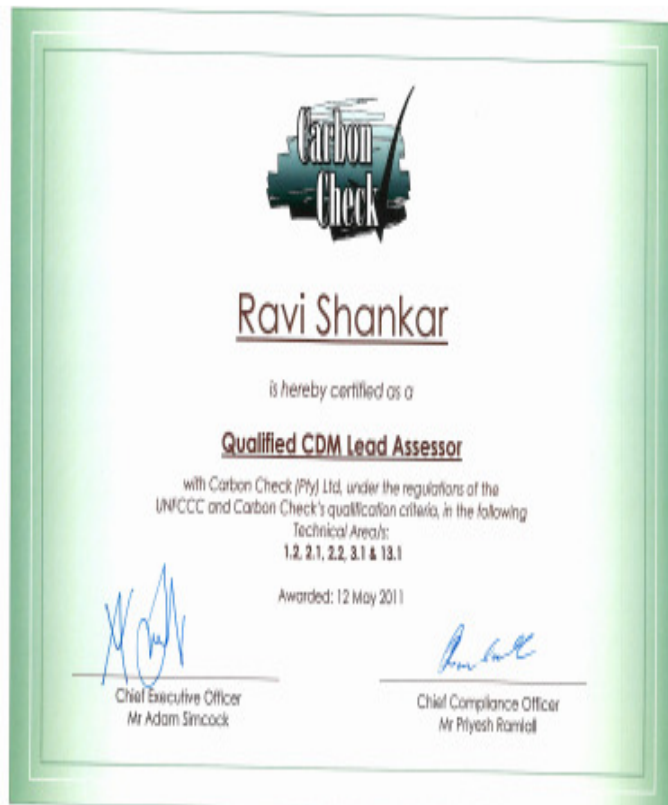 Carbon
Check
Ravi Shankar
is hereby certified as a
Qualified CDM Lead Assessor
with Carbon Check (Pty) Ltd, under the regulations of the
UNFCCC and Carbon Check's qualification criteria, in the following
Technical Area/s:
1.2, 2.1, 2.2, 3.1 & 13.1
Awarded: 12 May 2011
Chief Executive Officer
Mr Adam Simcock
Chief Compliance Officer
Mr Priyesh Ramlall